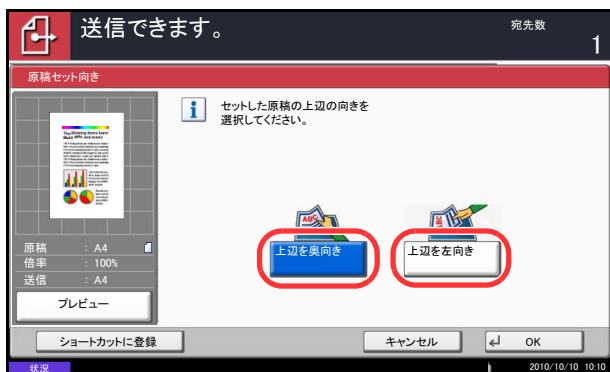 送信できます。
宛先数
1
原稿セット向き
セットした原稿の上辺の向きを
選択してください。
ABC
ABC
上辺を奥向き
上辺を左向き
原稿 : A4
倍率 : 100%
送信 : A4
プレビュー
ショートカットに登録
キャンセル
OK
状況
2010/10/10 10:10